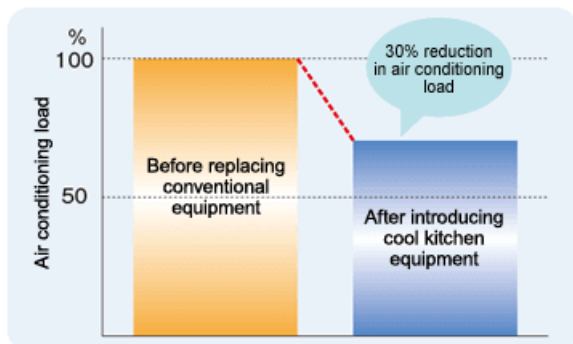 %
100
50
Air conditioning load
Before replacing
conventional
equipment
30% reduction
in air conditioning
load
After introducing
cool kitchen
equipment